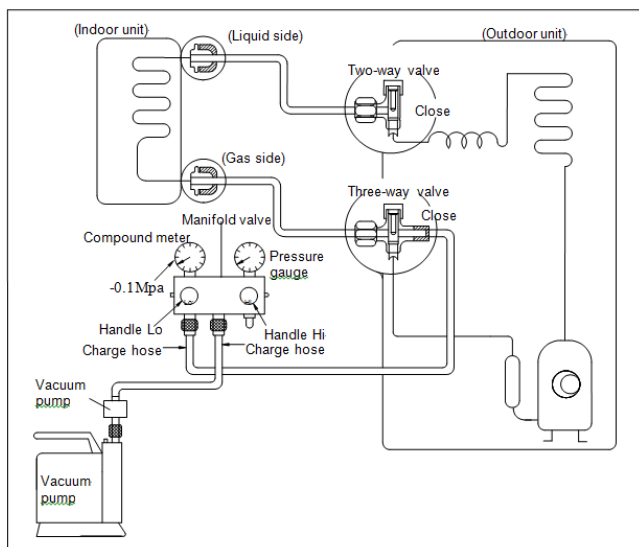 (Indoor unit)
(Liquid side)
(Outdoor unit)
Two-way valve
Close
(Gas side)
Three-way valve
Close
Manifold valve
Compound meter
Pressure
gauge
-0.1Mpa
Handle Lo
Handle Hi
Charge hose
Charge hose
Vacuum
pump
Vacuum
pump